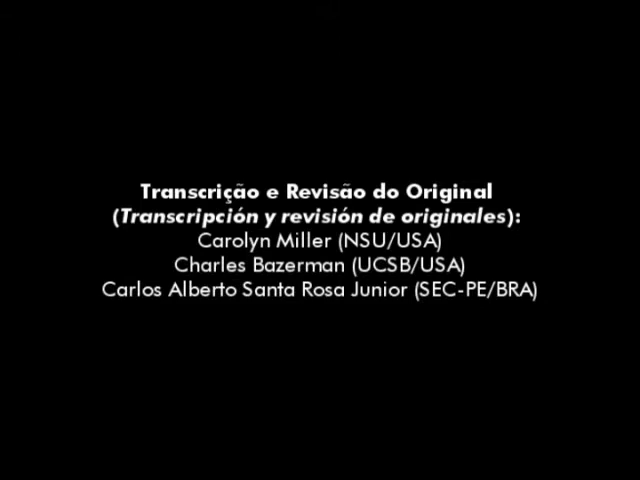 Transcrição e Revisão do Original
(Transcripción y revisión de originales):
Carolyn Miller (NSU/USA)
Charles Bazerman (UCSB/USA)
Carlos Alberto Santa Rosa Junior (SEC-PE/BRA)